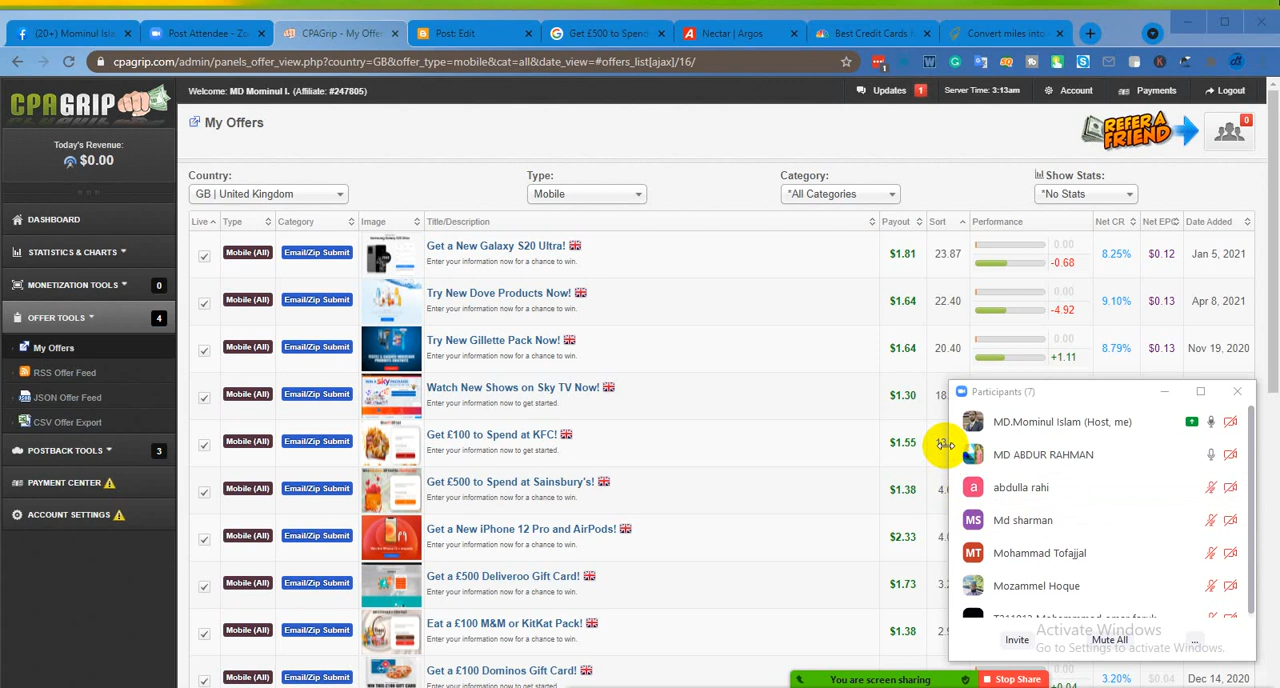 (20+) Mominul Isla
Post Attendee - Zo
CPAGrip - My Offe
Post: Edit
Get £500 to Spend
Nectar | Argos
Best Credit Cards f
Convert miles into
cpagrip.com/admin/panels_offer_view.php?country=GB&offer_type=mobile&cat=all&date_view=#offers_list[ajax]/16/
CPAGRIP
Welcome: MD Mominul I. (Affiliate: #247805)
Updates 1
Server Time: 3:13am
Account
Payments
Logout
Today's Revenue:
$0.00
DASHBOARD
STATISTICS & CHARTS
MONETIZATION TOOLS 0
OFFER TOOLS 4
My Offers
RSS Offer Feed
JSON Offer Feed
CSV Offer Export
POSTBACK TOOLS 3
PAYMENT CENTER
ACCOUNT SETTINGS
My Offers
REFER A FRIEND
0
Country:
GB | United Kingdom
Type:
Mobile
Category:
*All Categories
Show Stats:
*No Stats
Live Type Category Image Title/Description Payout Sort Performance Net CR Net EPC Date Added
Mobile (All) Email/Zip Submit Get a New Galaxy S20 Ultra! $1.81 23.87 0.00 8.25% $0.12 Jan 5, 2021
Enter your information now for a chance to win. -0.68
Mobile (All) Email/Zip Submit Try New Dove Products Now! $1.64 22.40 0.00 9.10% $0.13 Apr 8, 2021
Enter your information now for a chance to win. -4.92
Mobile (All) Email/Zip Submit Try New Gillette Pack Now! $1.64 20.40 0.00 8.79% $0.13 Nov 19, 2020
Enter your information now for a chance to win. +1.11
Mobile (All) Email/Zip Submit Watch New Shows on Sky TV Now! $1.30 18.
Enter your information now to get started.
Mobile (All) Email/Zip Submit Get £100 to Spend at KFC! $1.55
Enter your information now to get started.
Mobile (All) Email/Zip Submit Get £500 to Spend at Sainsbury's! $1.38 4.
Enter your information now for a chance to win.
Mobile (All) Email/Zip Submit Get a New iPhone 12 Pro and AirPods! $2.33 4.
Enter your information now for a chance to win.
Mobile (All) Email/Zip Submit Get a £500 Deliveroo Gift Card! $1.73 3.
Enter your information now for a chance to win.
Mobile (All) Email/Zip Submit Eat a £100 M&M or KitKat Pack! $1.38 2.
Enter your information now for a chance to win.
Mobile (All) Email/Zip Submit Get a £100 Dominos Gift Card! 0.00 3.20% $0.04 Dec 14, 2020
Participants (7)
MD.Mominul Islam (Host, me)
MD ABDUR RAHMAN
a abdulla rahi
MS Md sharman
MT Mohammad Tofajjal
Mozammel Hoque
Invite
Mute All
...
Activate Windows
Go to Settings to activate Windows.
You are screen sharing
Stop Share